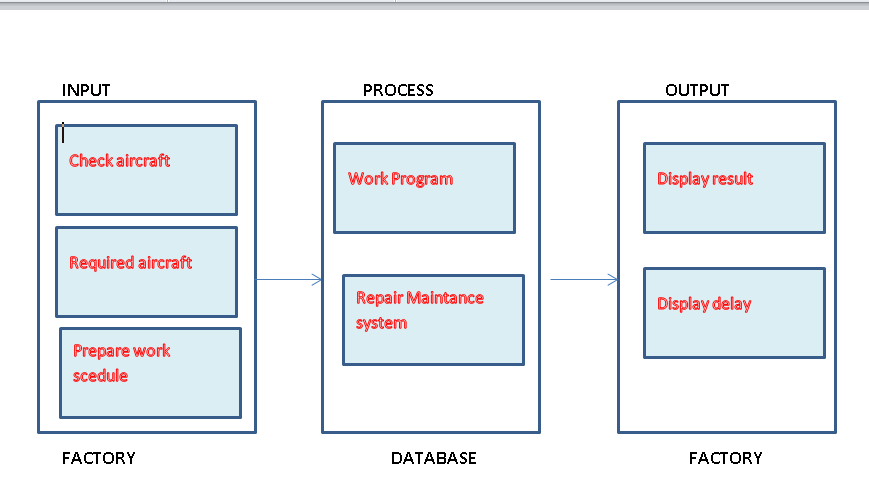 INPUT
PROCESS
OUTPUT
Check aircraft
Required aircraft
Prepare work
scedule
Work Program
Repair Maintance
system
Display result
Display delay
FACTORY
DATABASE
FACTORY